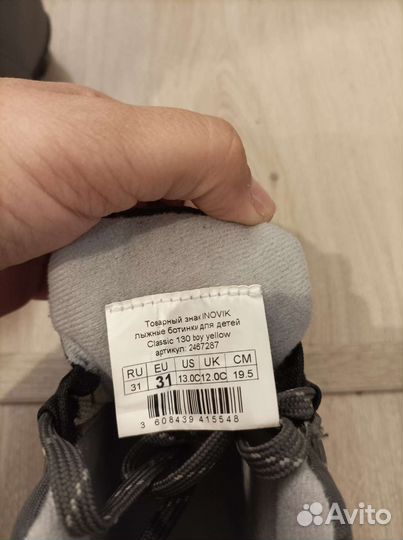 Товарный знак INOVIK
лыжные ботинки для детей
Classic 130 boy yellow
артикул: 2467287
RU EU US UK CM
31 31 13.0C 12.0C 19.5
3 608439 415548
Avito